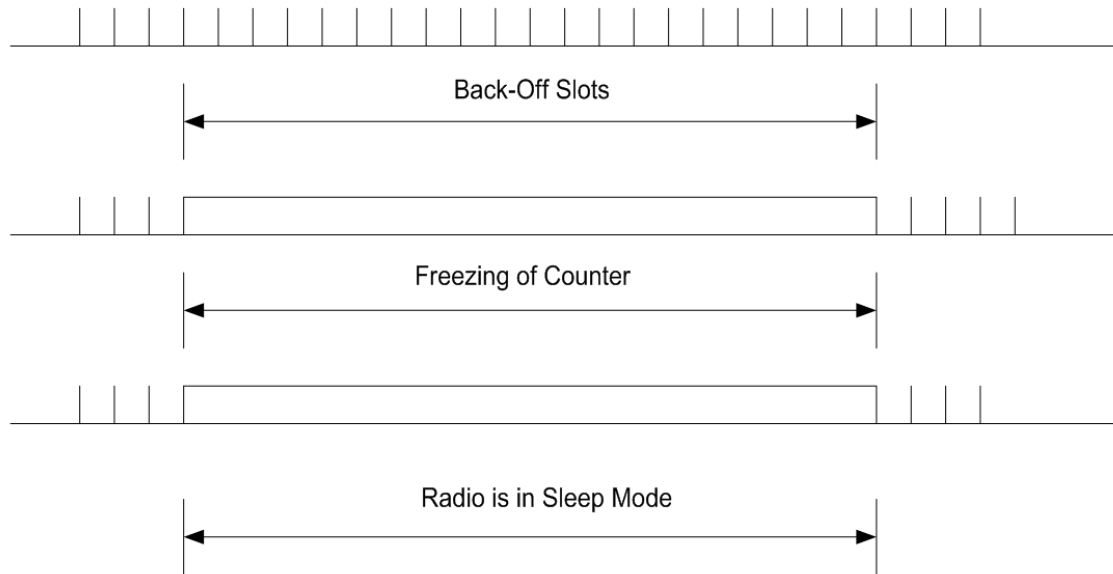 Back-Off Slots
Freezing of Counter
Radio is in Sleep Mode